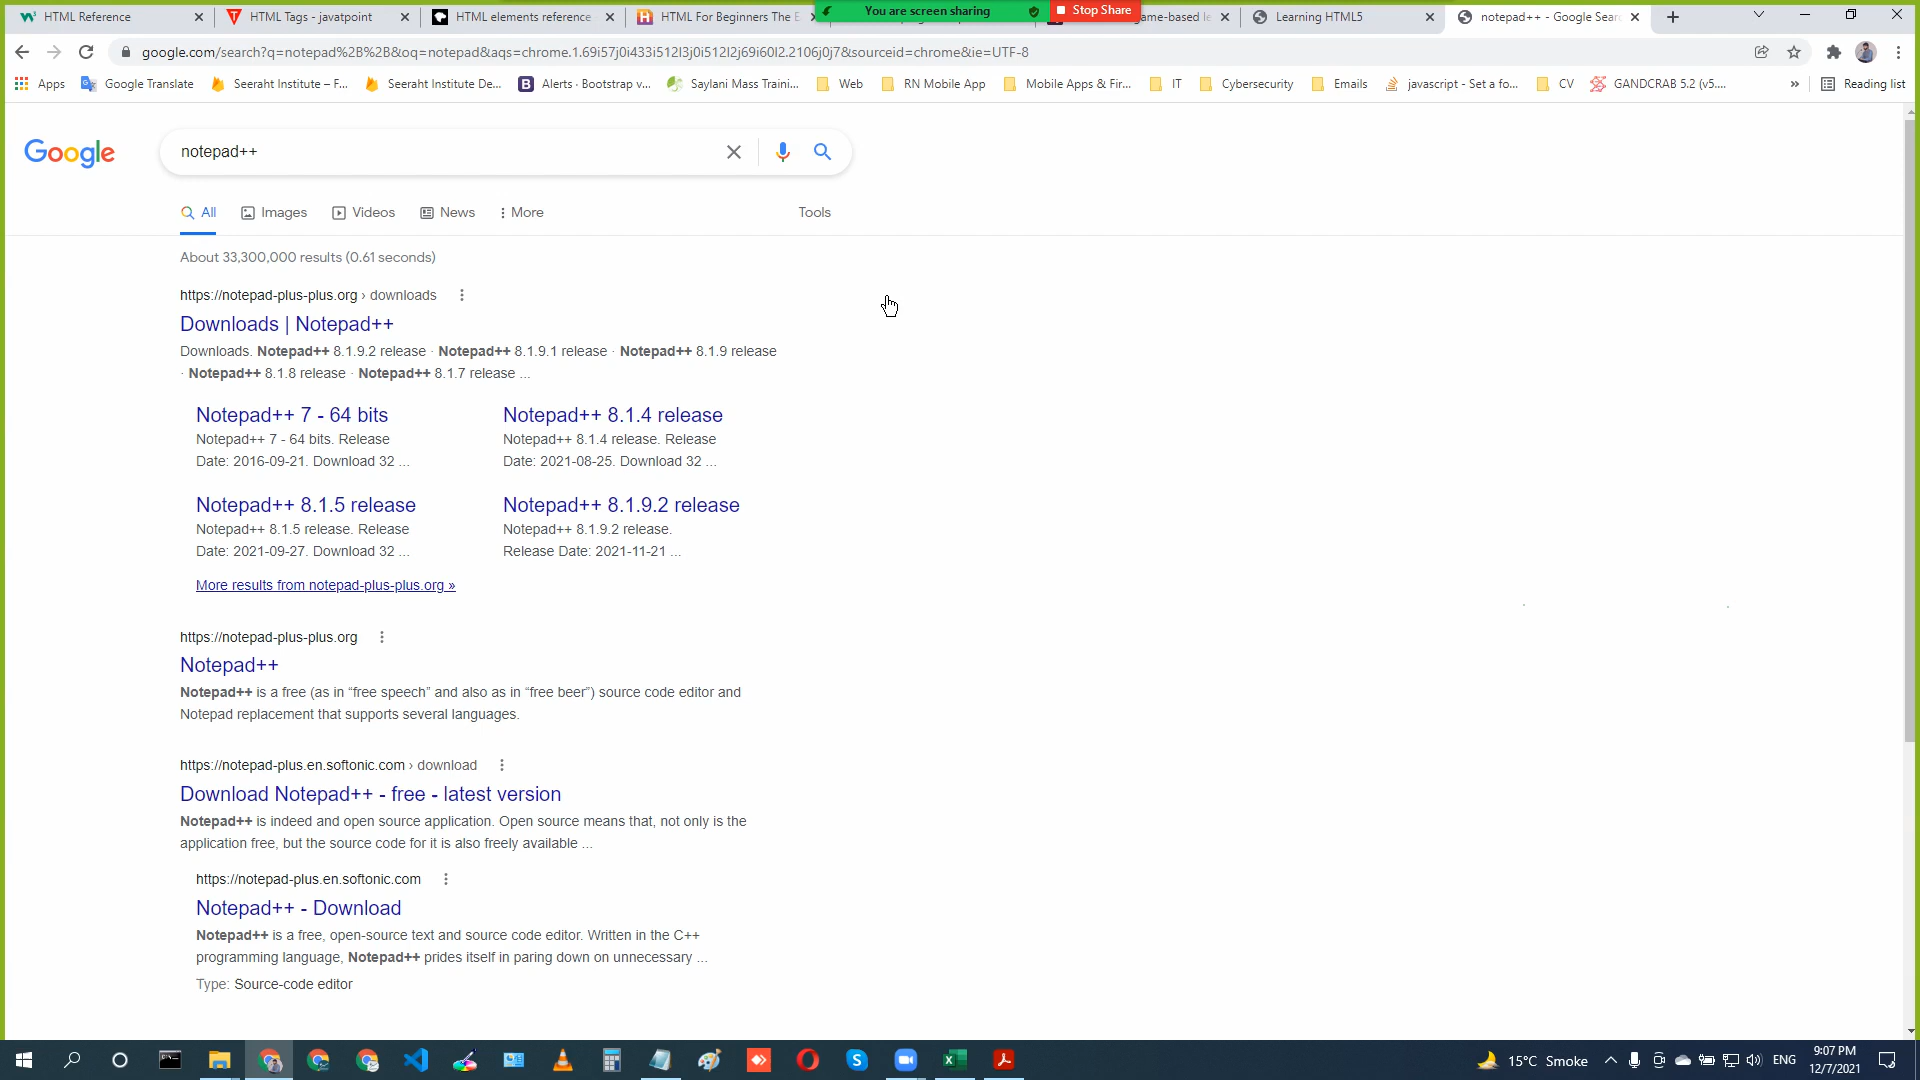 HTML Reference
HTML Tags - javatpoint
HTML elements reference
HTML For Beginners The E
You are screen sharing
Stop Share
ame-based le
Learning HTML5
notepad++ - Google Sear
google.com/search?q=notepad%2B%2B&oq=notepad&aqs=chrome.1.69i57j0i433i512l3j0i512l2j69i60l2.2106j0j7&sourceid=chrome&ie=UTF-8
Apps
Google Translate
Seeraht Institute – F...
Seeraht Institute De...
Alerts · Bootstrap v...
Saylani Mass Traini...
Web
RN Mobile App
Mobile Apps & Fir...
IT
Cybersecurity
Emails
javascript - Set a fo...
CV
GANDCRAB 5.2 (v5....
»
Reading list
Google
notepad++
All
Images
Videos
News
More
Tools
About 33,300,000 results (0.61 seconds)
https://notepad-plus-plus.org › downloads
Downloads | Notepad++
Downloads. Notepad++ 8.1.9.2 release · Notepad++ 8.1.9.1 release · Notepad++ 8.1.9 release
· Notepad++ 8.1.8 release · Notepad++ 8.1.7 release ...
Notepad++ 7 - 64 bits
Notepad++ 7 - 64 bits. Release
Date: 2016-09-21. Download 32 ...
Notepad++ 8.1.4 release
Notepad++ 8.1.4 release. Release
Date: 2021-08-25. Download 32 ...
Notepad++ 8.1.5 release
Notepad++ 8.1.5 release. Release
Date: 2021-09-27. Download 32 ...
Notepad++ 8.1.9.2 release
Notepad++ 8.1.9.2 release.
Release Date: 2021-11-21 ...
More results from notepad-plus-plus.org »
https://notepad-plus-plus.org
Notepad++
Notepad++ is a free (as in “free speech” and also as in “free beer”) source code editor and
Notepad replacement that supports several languages.
https://notepad-plus.en.softonic.com › download
Download Notepad++ - free - latest version
Notepad++ is indeed and open source application. Open source means that, not only is the
application free, but the source code for it is also freely available ...
https://notepad-plus.en.softonic.com
Notepad++ - Download
Notepad++ is a free, open-source text and source code editor. Written in the C++
programming language, Notepad++ prides itself in paring down on unnecessary ...
Type: Source-code editor
15°C Smoke
ENG
9:07 PM
12/7/2021